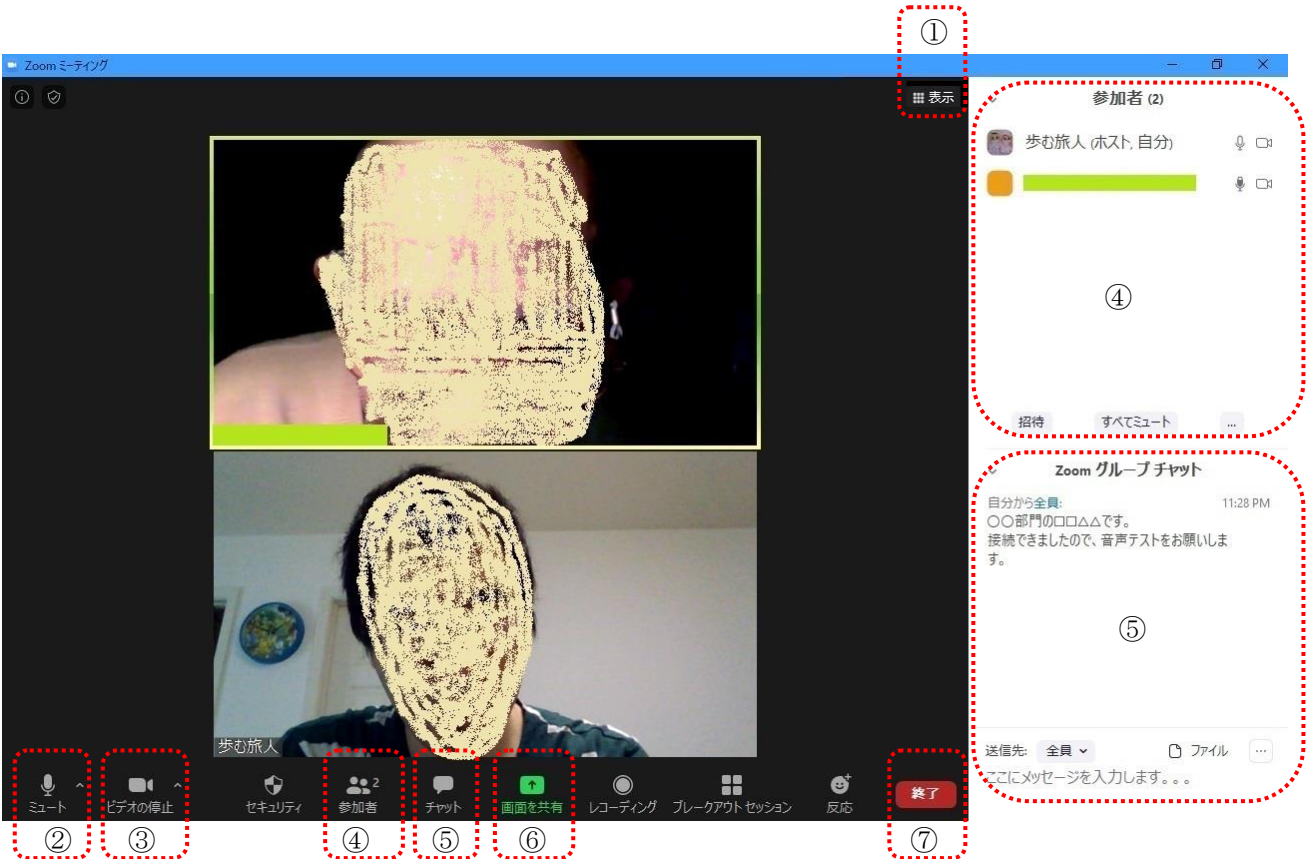 ①
Zoom ミーティング
表示
参加者 (2)
歩む旅人 (ホスト, 自分)
④
招待 すべてミュート ...
Zoom グループ チャット
自分から全員: 11:28 PM
〇〇部門の□□△△です。
接続できましたので、音声テストをお願いしま
す。
⑤
歩む旅人
送信先: 全員 ファイル ...
ここにメッセージを入力します。。。
ミュート ビデオの停止 セキュリティ 参加者 2 チャット 画面を共有 レコーディング ブレークアウト セッション 反応 終了
② ③ ④ ⑤ ⑥ ⑦